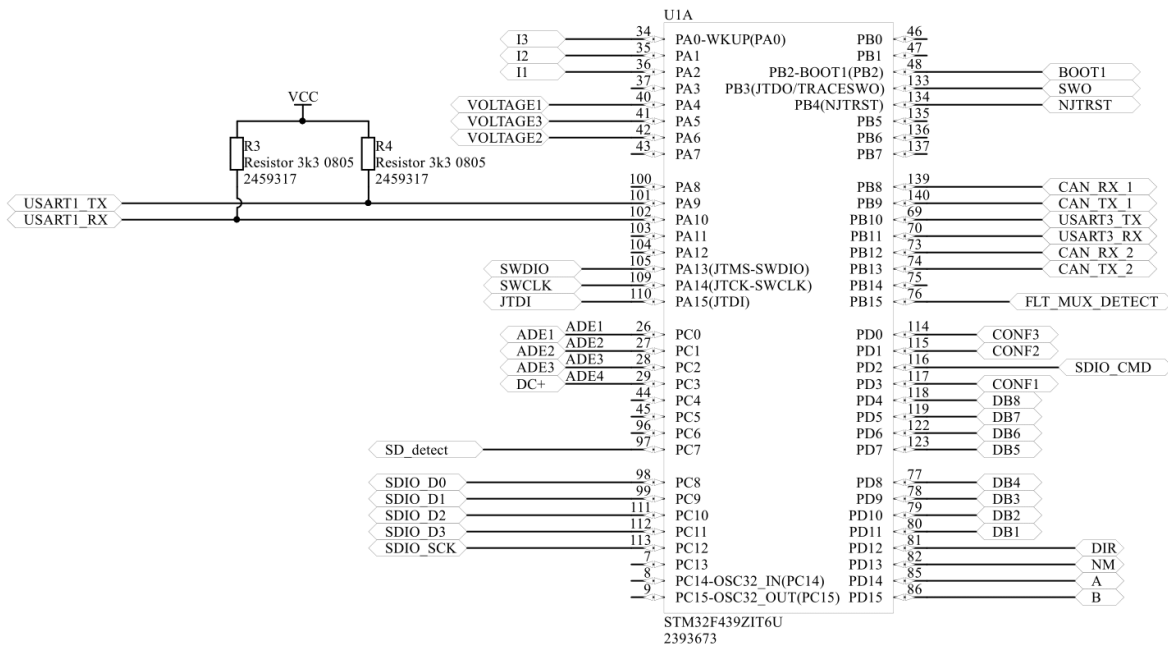 U1A
I3 34 PA0-WKUP(PA0) PB0 46
I2 35 PA1 PB1 47
I1 36 PA2 PB2-BOOT1(PB2) 48 BOOT1
37 PA3 PB3(JTDO/TRACESWO) 133 SWO
VOLTAGE1 40 PA4 PB4(NJTRST) 134 NJTRST
VOLTAGE3 41 PA5 PB5 135
VOLTAGE2 42 PA6 PB6 136
43 PA7 PB7 137
VCC
R3
Resistor 3k3 0805
2459317
R4
Resistor 3k3 0805
2459317
100 PA8 PB8 139 CAN_RX_1
USART1_TX 101 PA9 PB9 140 CAN_TX_1
USART1_RX 102 PA10 PB10 69 USART3_TX
103 PA11 PB11 70 USART3_RX
104 PA12 PB12 73 CAN_RX_2
SWDIO 105 PA13(JTMS-SWDIO) PB13 74 CAN_TX_2
SWCLK 109 PA14(JTCK-SWCLK) PB14 75
JTDI 110 PA15(JTDI) PB15 76 FLT_MUX_DETECT
ADE1 ADE1 26 PC0 PD0 114 CONF3
ADE2 ADE2 27 PC1 PD1 115 CONF2
ADE3 ADE3 28 PC2 PD2 116 SDIO_CMD
DC+ ADE4 29 PC3 PD3 117 CONF1
44 PC4 PD4 118 DB8
45 PC5 PD5 119 DB7
96 PC6 PD6 122 DB6
SD_detect 97 PC7 PD7 123 DB5
SDIO_D0 98 PC8 PD8 77 DB4
SDIO_D1 99 PC9 PD9 78 DB3
SDIO_D2 111 PC10 PD10 79 DB2
SDIO_D3 112 PC11 PD11 80 DB1
SDIO_SCK 113 PC12 PD12 81 DIR
7 PC13 PD13 82 NM
8 PC14-OSC32_IN(PC14) PD14 85 A
9 PC15-OSC32_OUT(PC15) PD15 86 B
STM32F439ZIT6U
2393673